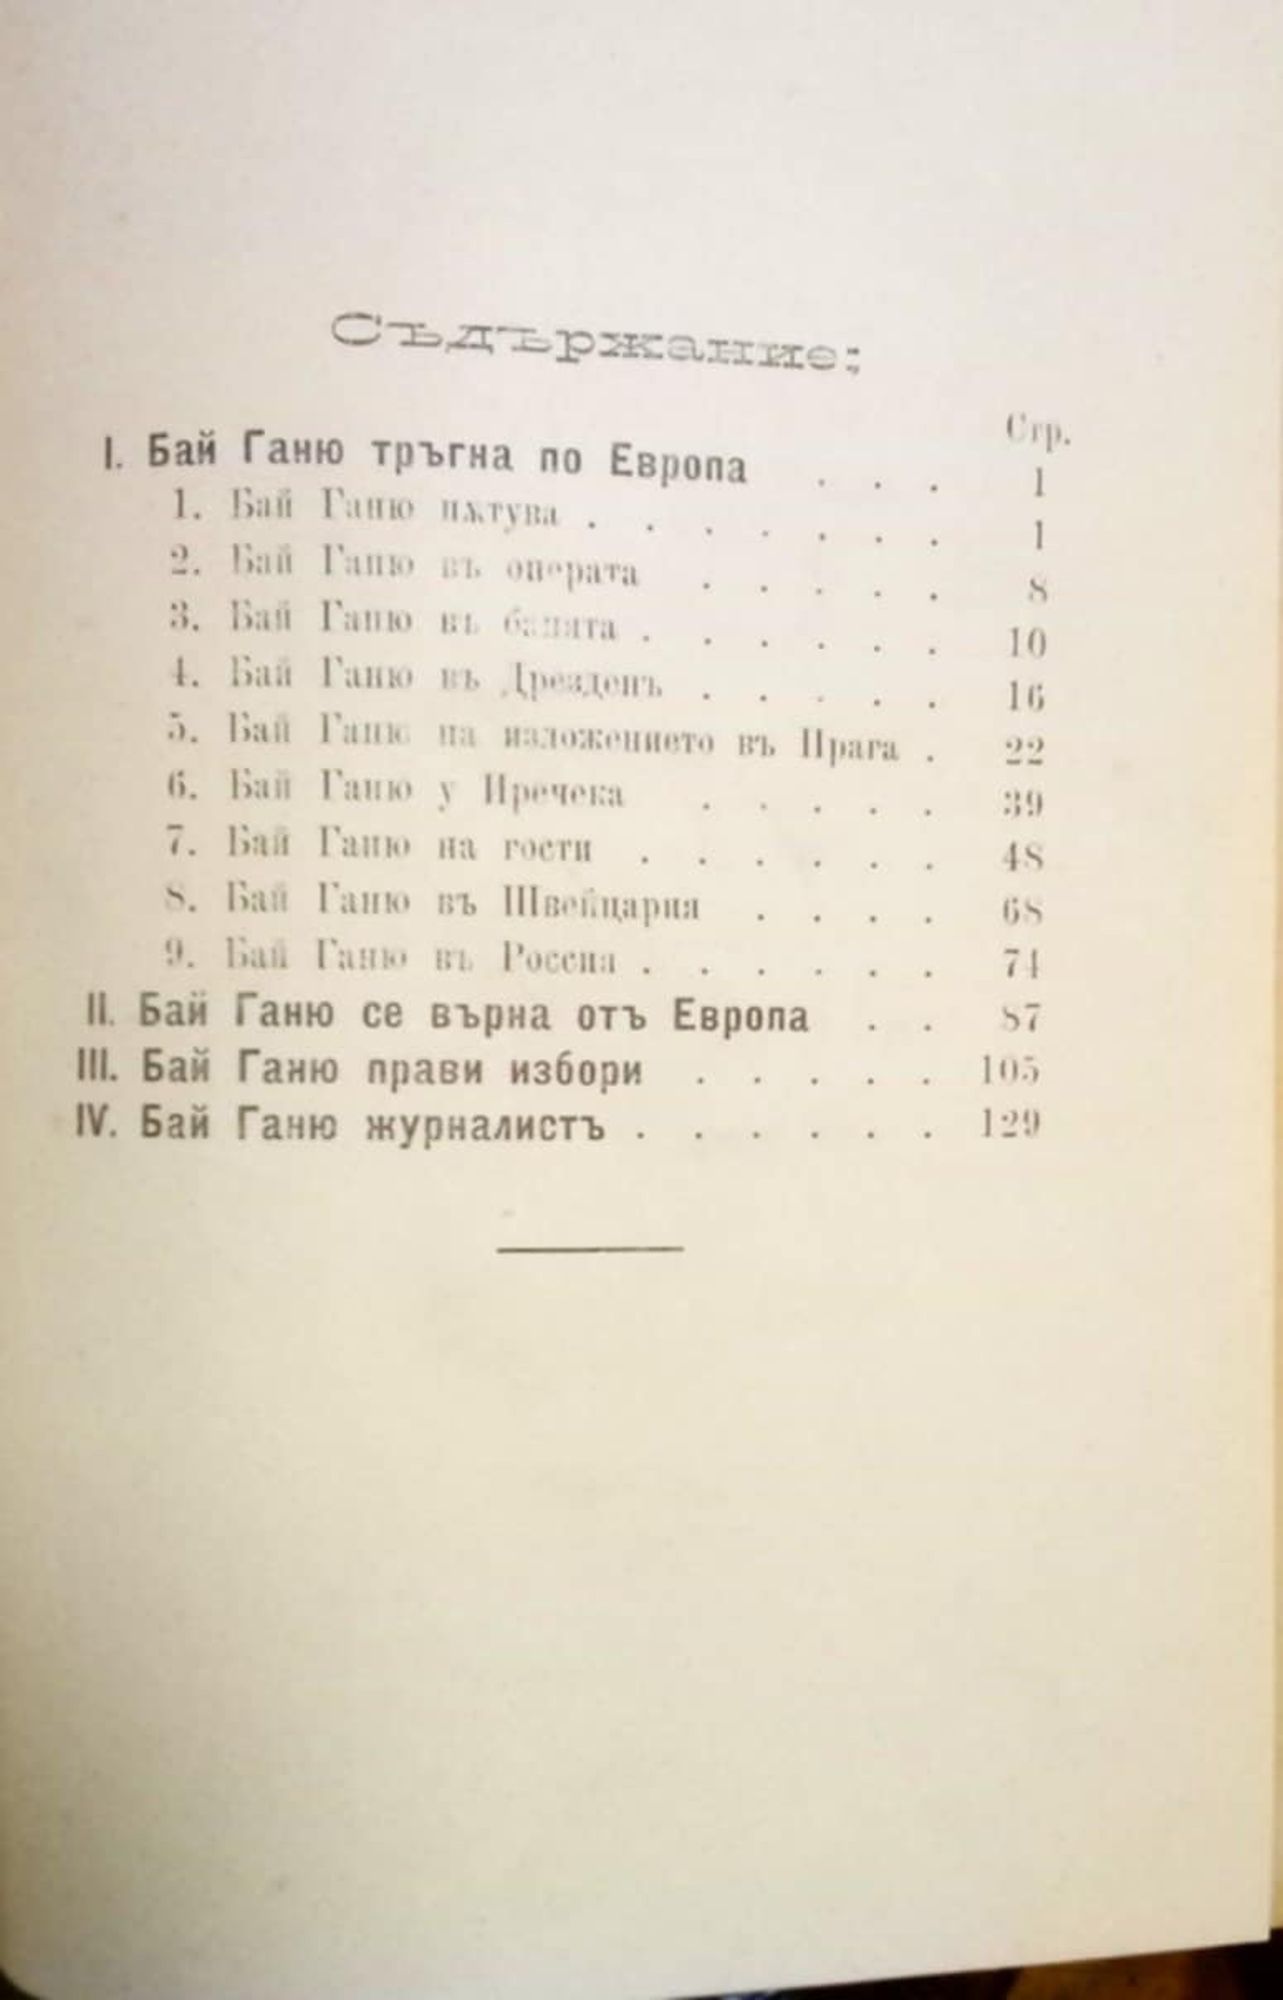 Съдържание:
Стр.
I. Бай Ганю тръгна по Европа . . . 1
1. Бай Ганю пѫтува . . . . . . . 1
2. Бай Ганю въ операта . . . . . 8
3. Бай Ганю въ банята . . . . . . 10
4. Бай Ганю въ Дрезденъ . . . . . 16
5. Бай Ганю на изложението въ Прага . 22
6. Бай Ганю у Иречека . . . . . 39
7. Бай Ганю на гости . . . . . . 48
8. Бай Ганю въ Швейцария . . . . 68
9. Бай Ганю въ Россия . . . . . . 74
II. Бай Ганю се върна отъ Европа . . 87
III. Бай Ганю прави избори . . . . . 105
IV. Бай Ганю журналистъ . . . . . . 129